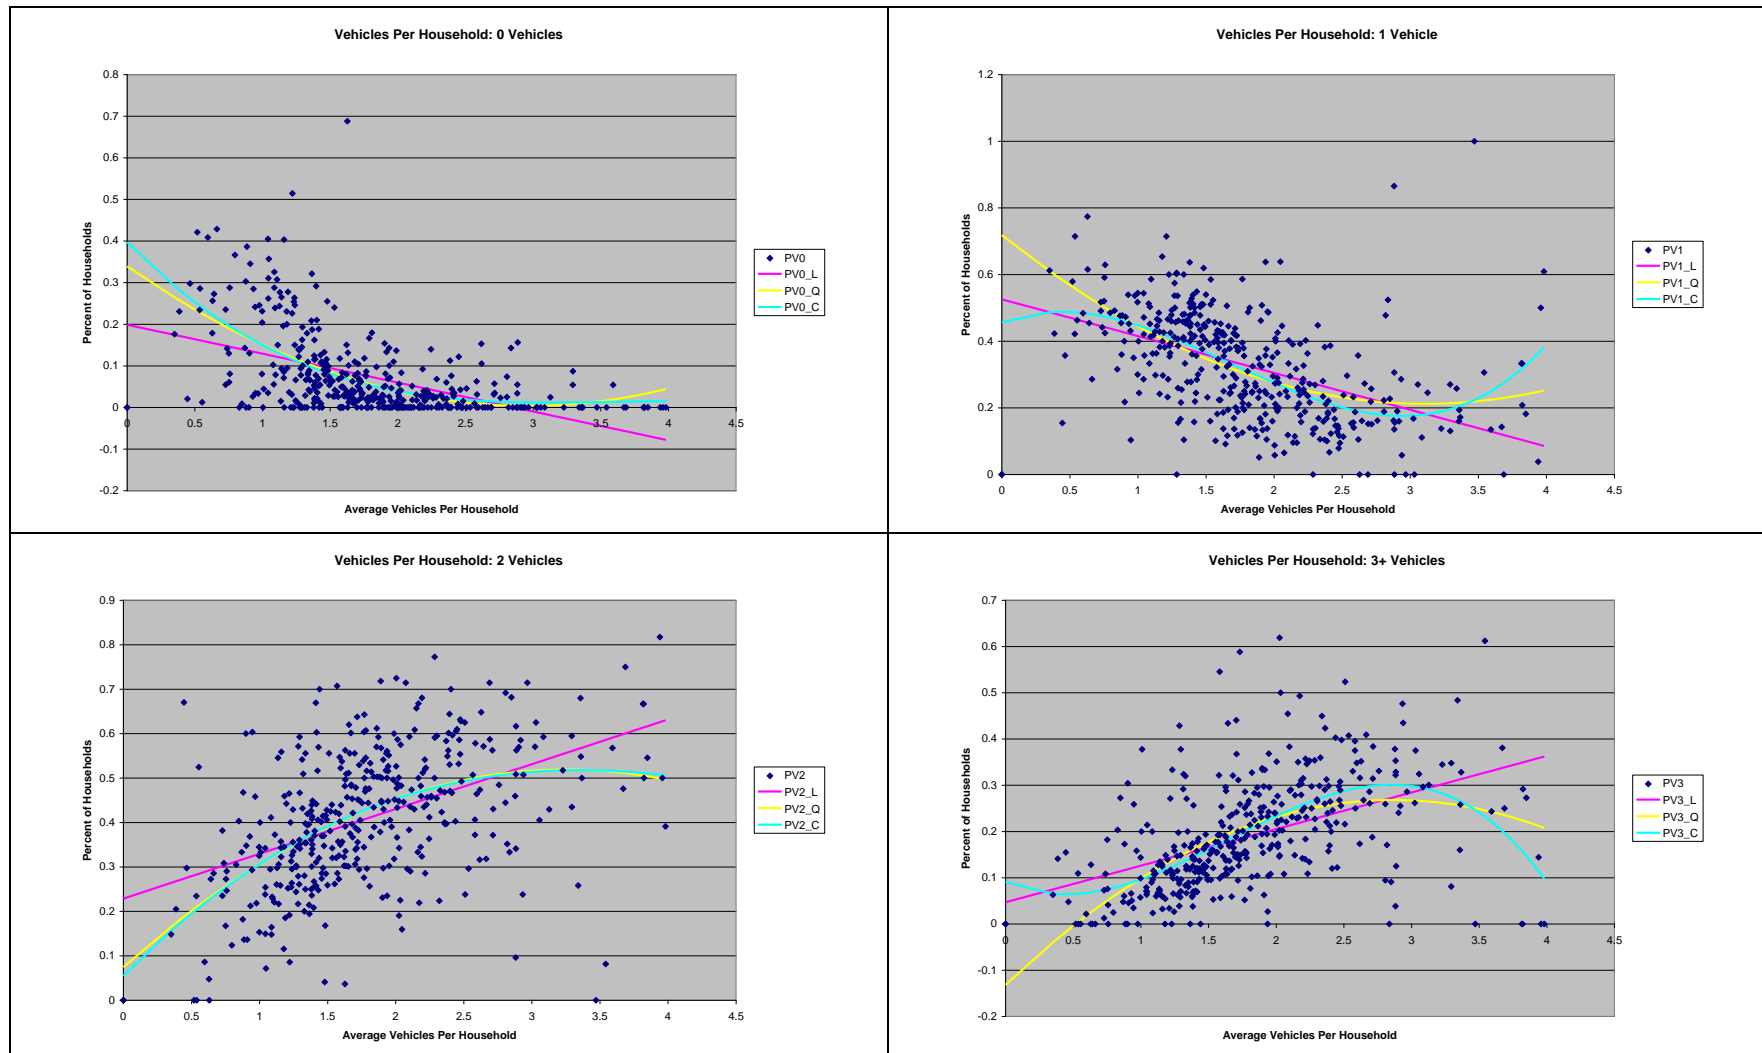 Vehicles Per Household: 0 Vehicles
0.8
0.7
0.6
0.5
0.4
0.3
0.2
0.1
0
-0.1
-0.2
0 0.5 1 1.5 2 2.5 3 3.5 4 4.5
Percent of Households
Average Vehicles Per Household
PV0
PV0_L
PV0_Q
PV0_C
Vehicles Per Household: 1 Vehicle
1.2
1
0.8
0.6
0.4
0.2
0
0 0.5 1 1.5 2 2.5 3 3.5 4 4.5
Percent of Households
Average Vehicles Per Household
PV1
PV1_L
PV1_Q
PV1_C
Vehicles Per Household: 2 Vehicles
0.9
0.8
0.7
0.6
0.5
0.4
0.3
0.2
0.1
0
0 0.5 1 1.5 2 2.5 3 3.5 4 4.5
Percent of Households
Average Vehicles Per Household
PV2
PV2_L
PV2_Q
PV2_C
Vehicles Per Household: 3+ Vehicles
0.7
0.6
0.5
0.4
0.3
0.2
0.1
0
-0.1
-0.2
0 0.5 1 1.5 2 2.5 3 3.5 4 4.5
Percent of Households
Average Vehicles Per Household
PV3
PV3_L
PV3_Q
PV3_C